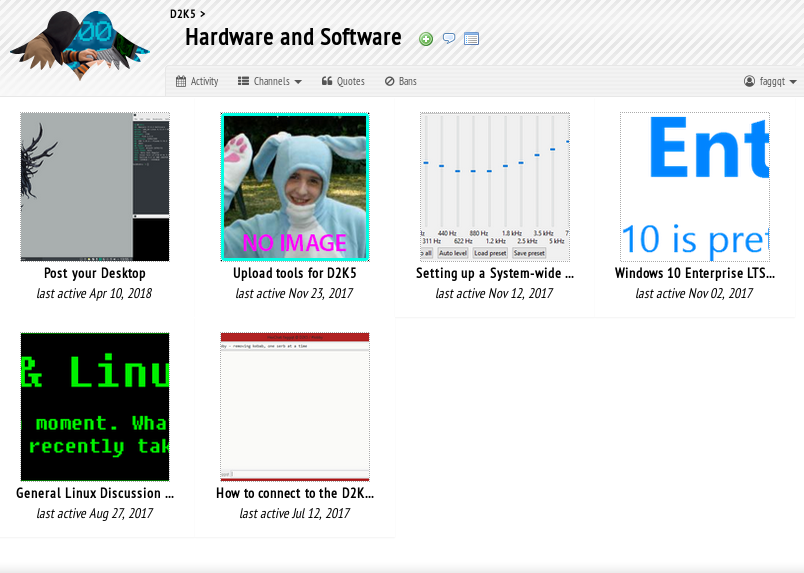 D2K5 >
Hardware and Software
Activity
Channels
Quotes
Bans
faggqt
NO IMAGE
440 Hz 880 Hz 1.8 kHz 3.5 kHz
311 Hz 622 Hz 1.2 kHz 2.5 kHz 5 kHz
Auto level
Load preset
Save preset
Ent
10 is pret
Post your Desktop
last active Apr 10, 2018
Upload tools for D2K5
last active Nov 23, 2017
Setting up a System-wide ...
last active Nov 12, 2017
Windows 10 Enterprise LTS...
last active Nov 02, 2017
& Linu
moment. Wha
recently tak
General Linux Discussion ...
last active Aug 27, 2017
How to connect to the D2K...
last active Jul 12, 2017